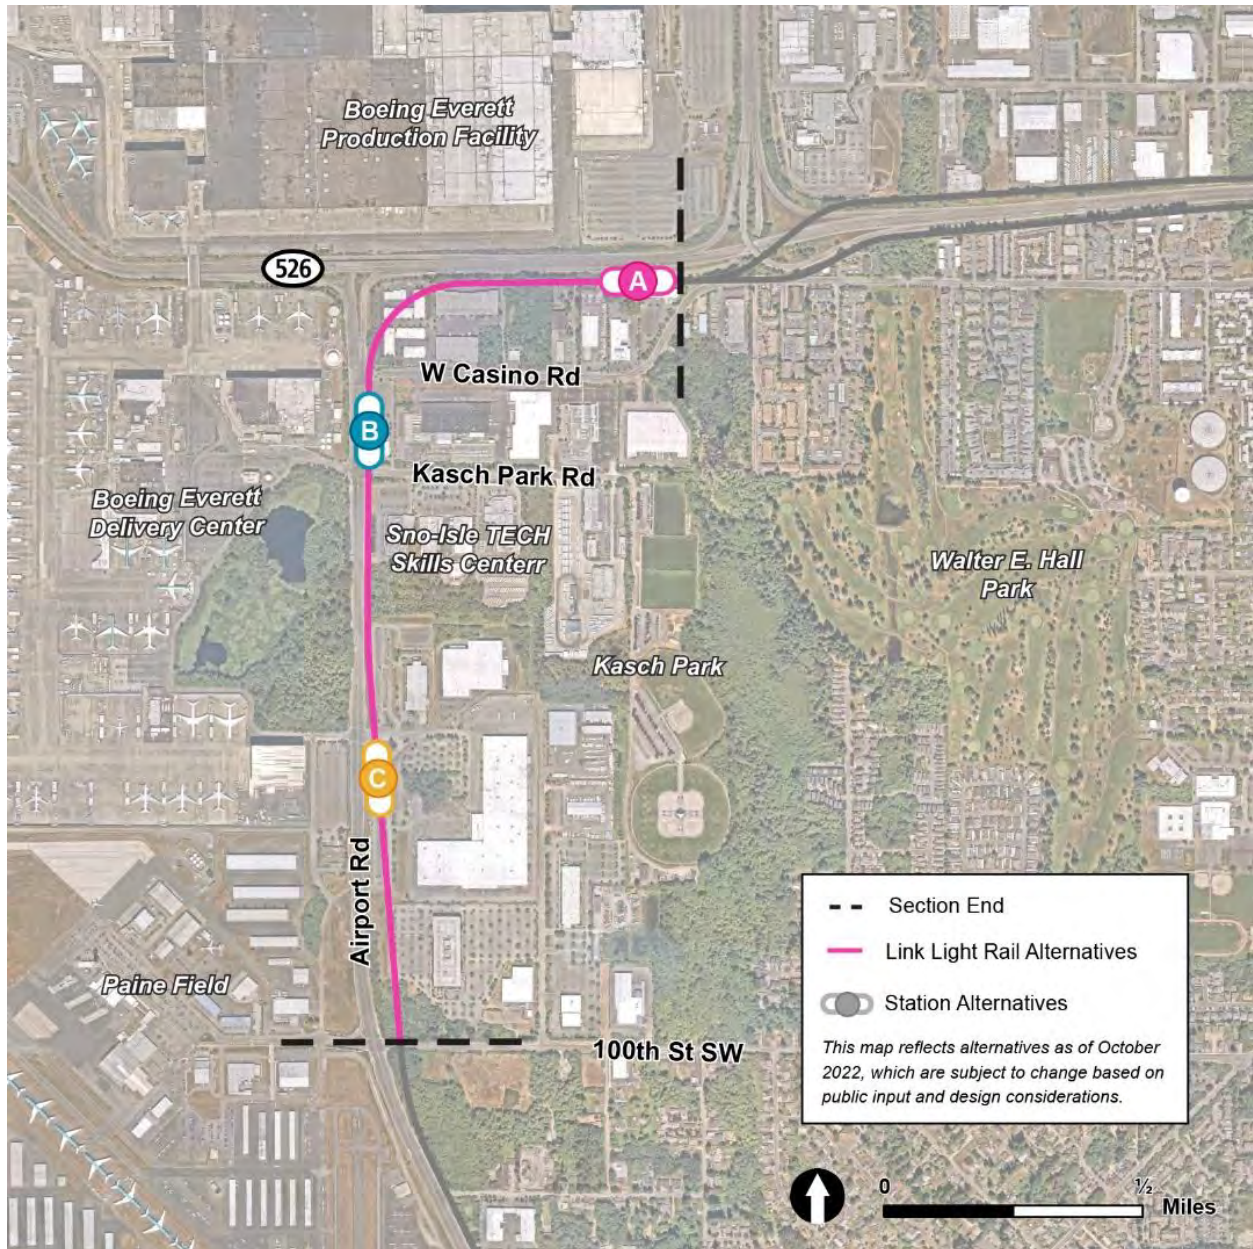 Boeing Everett
Production Facility
526
A
W Casino Rd
B
Kasch Park Rd
Boeing Everett
Delivery Center
Sno-Isle TECH
Skills Centerr
Walter E. Hall
Park
Kasch Park
C
Airport Rd
Paine Field
100th St SW
Section End
Link Light Rail Alternatives
Station Alternatives
This map reflects alternatives as of October
2022, which are subject to change based on
public input and design considerations.
0
½
Miles